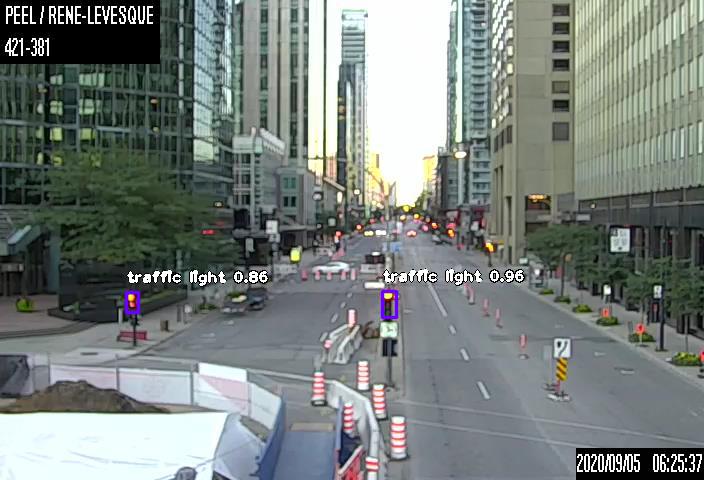 PEEL / RENE-LEVESQUE
421-381
traffic light 0.86
traffic light 0.96
2020/09/05 06:25:37